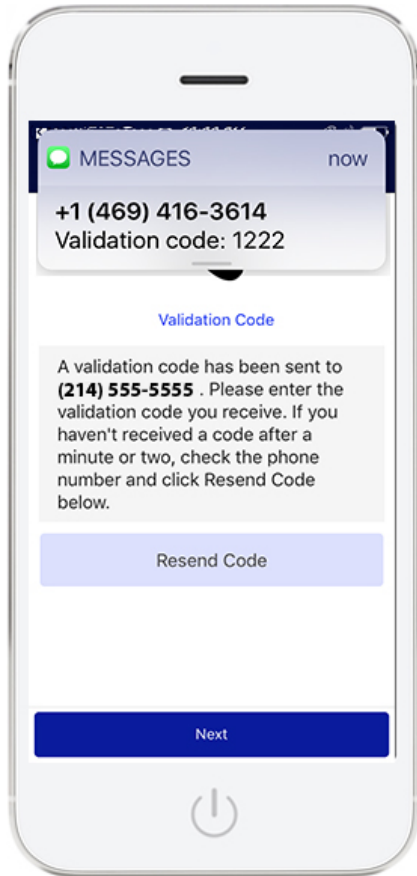 MESSAGES now
+1 (469) 416-3614
Validation code: 1222
Validation Code
A validation code has been sent to
(214) 555-5555 . Please enter the
validation code you receive. If you
haven't received a code after a
minute or two, check the phone
number and click Resend Code
below.
Resend Code
Next